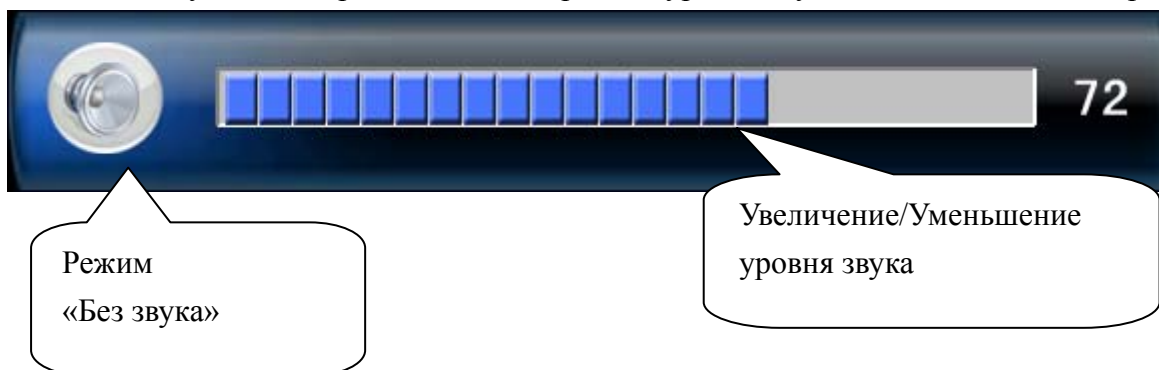 72
Увеличение/Уменьшение
уровня звука
Режим
«Без звука»